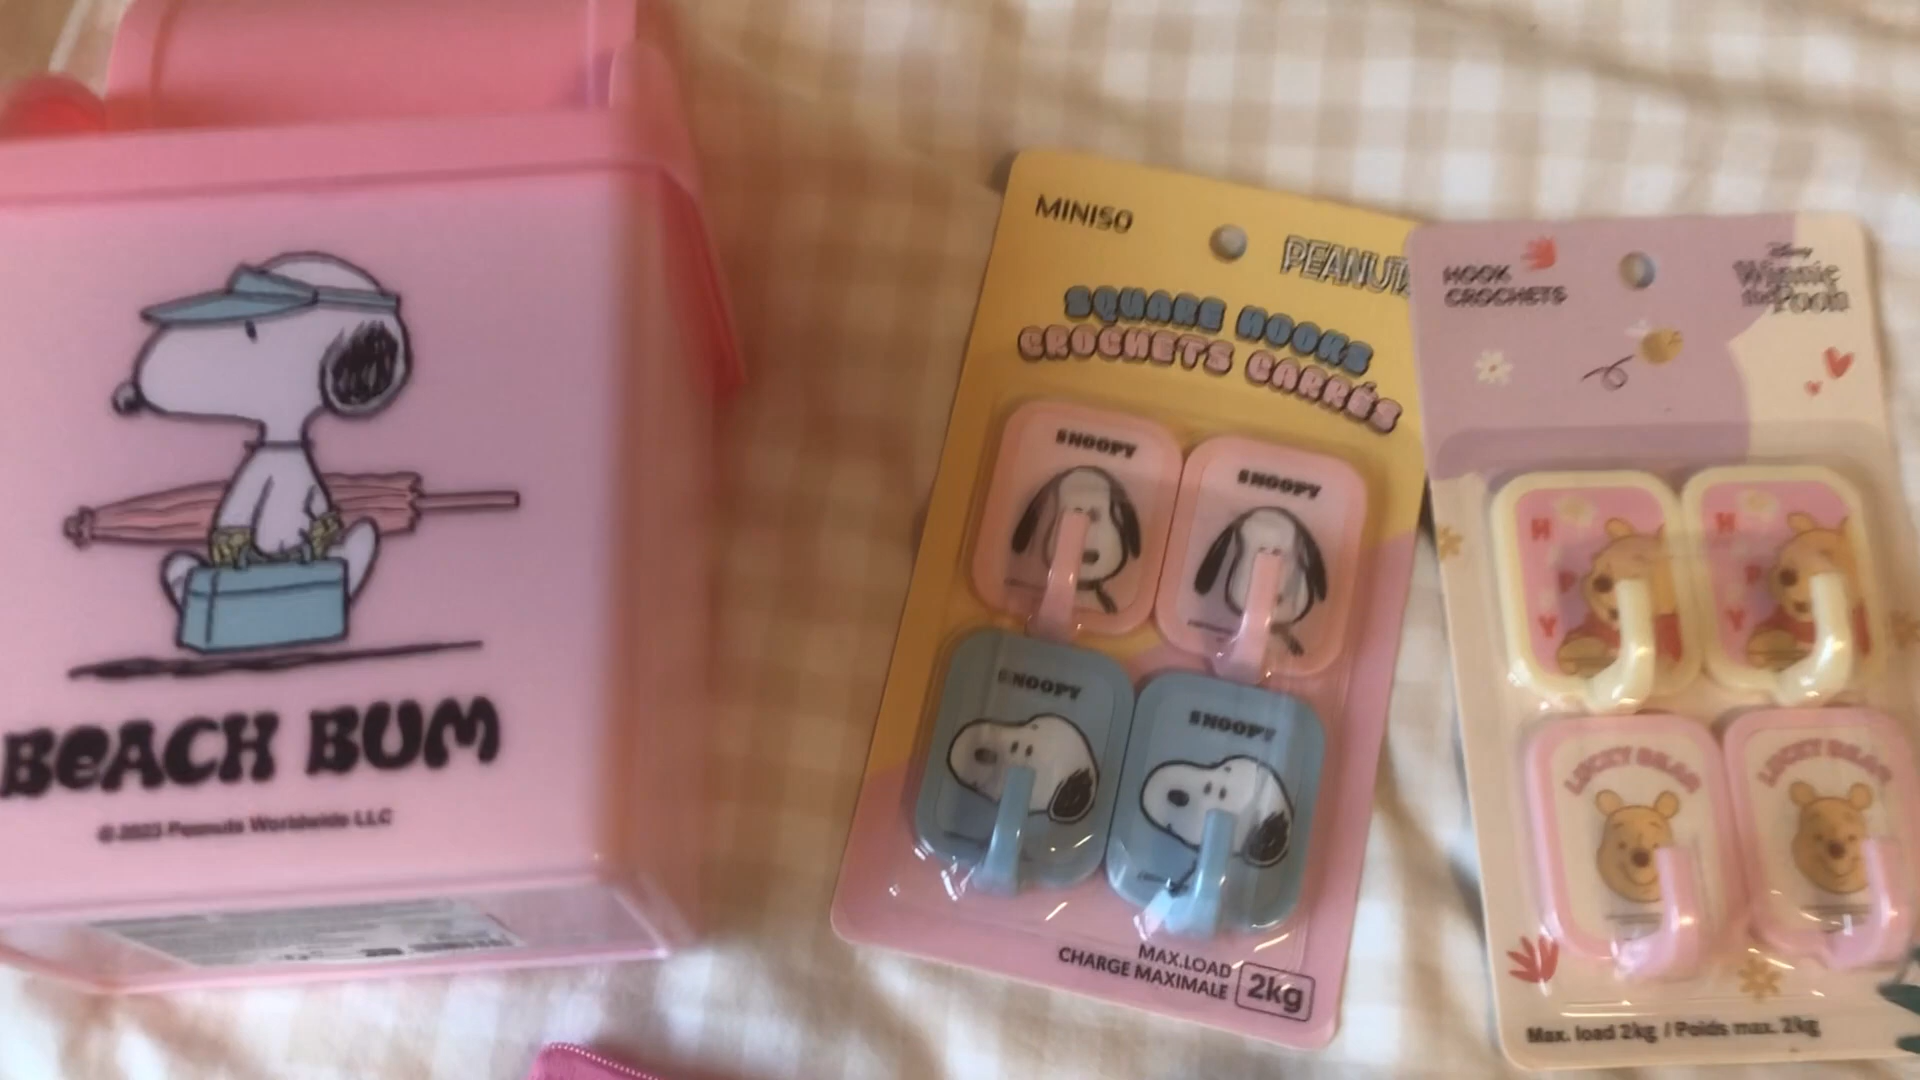 BEACH BUM
© 2023 Peanuts Worldwide LLC
MINISO
PEANUTS
SQUARE HOOKS
CROCHETS CARRÉS
SNOOPY
SNOOPY
SNOOPY
SNOOPY
MAX.LOAD
CHARGE MAXIMALE
2kg
HOOK
CROCHETS
Disney
Winnie
the Pooh
H
P
Y
H
P
Y
LUCKY BEAR
LUCKY BEAR
Max. load 2kg / Poids max. 2kg